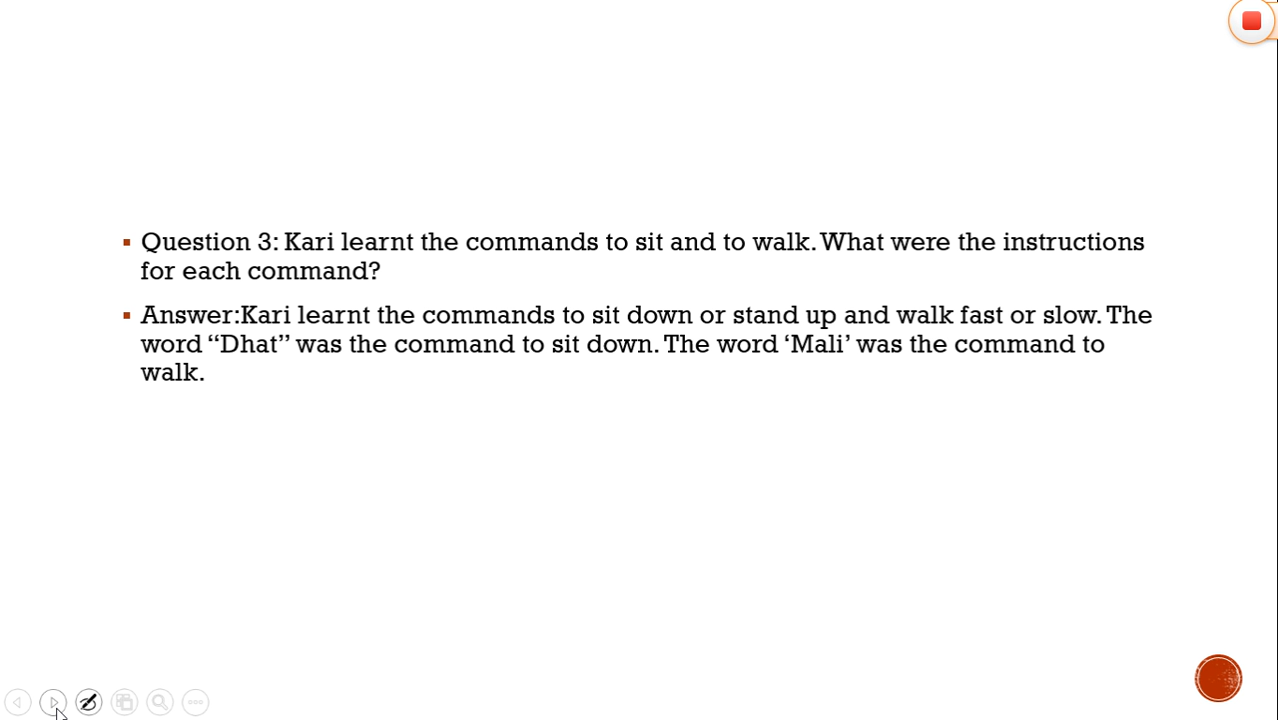 Question 3: Kari learnt the commands to sit and to walk. What were the instructions
for each command?
Answer:Kari learnt the commands to sit down or stand up and walk fast or slow. The
word “Dhat” was the command to sit down. The word ‘Mali’ was the command to
walk.